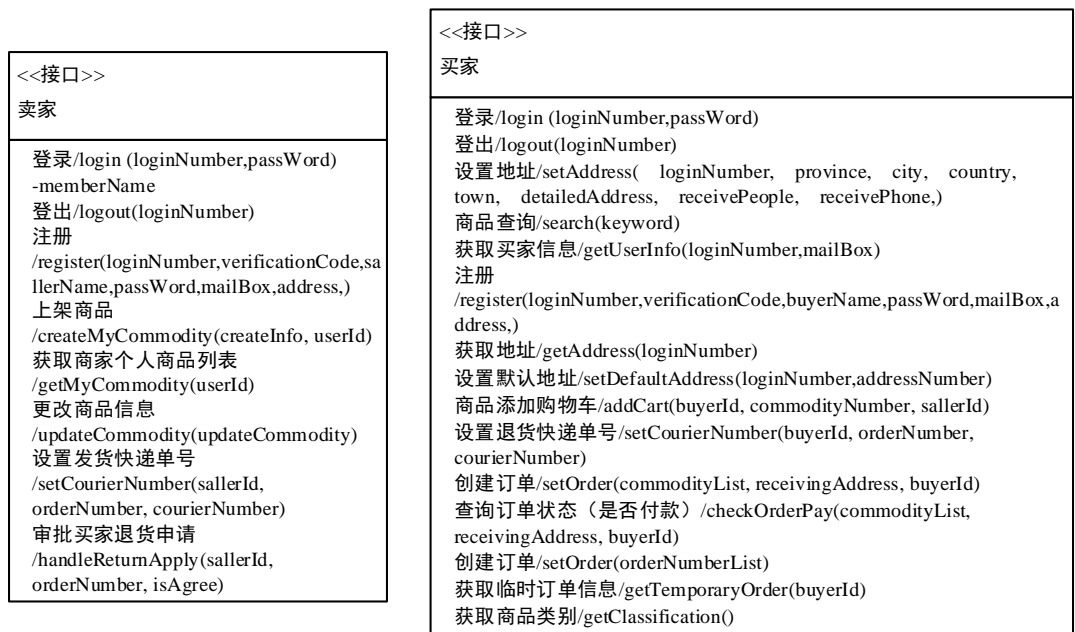 <<接口>>
卖家
登录/login (loginNumber,passWord)
-memberName
登出/logout(loginNumber)
注册
/register(loginNumber,verificationCode,sa
llerName,passWord,mailBox,address,)
上架商品
/createMyCommodity(createInfo, userId)
获取商家个人商品列表
/getMyCommodity(userId)
更改商品信息
/updateCommodity(updateCommodity)
设置发货快递单号
/setCourierNumber(sallerId,
orderNumber, courierNumber)
审批买家退货申请
/handleReturnApply(sallerId,
orderNumber, isAgree)
<<接口>>
买家
登录/login (loginNumber,passWord)
登出/logout(loginNumber)
设置地址/setAddress( loginNumber, province, city, country,
town, detailedAddress, receivePeople, receivePhone,)
商品查询/search(keyword)
获取买家信息/getUserInfo(loginNumber,mailBox)
注册
/register(loginNumber,verificationCode,buyerName,passWord,mailBox,a
ddress,)
获取地址/getAddress(loginNumber)
设置默认地址/setDefaultAddress(loginNumber,addressNumber)
商品添加购物车/addCart(buyerId, commodityNumber, sallerId)
设置退货快递单号/setCourierNumber(buyerId, orderNumber,
courierNumber)
创建订单/setOrder(commodityList, receivingAddress, buyerId)
查询订单状态（是否付款）/checkOrderPay(commodityList,
receivingAddress, buyerId)
创建订单/setOrder(orderNumberList)
获取临时订单信息/getTemporaryOrder(buyerId)
获取商品类别/getClassification()